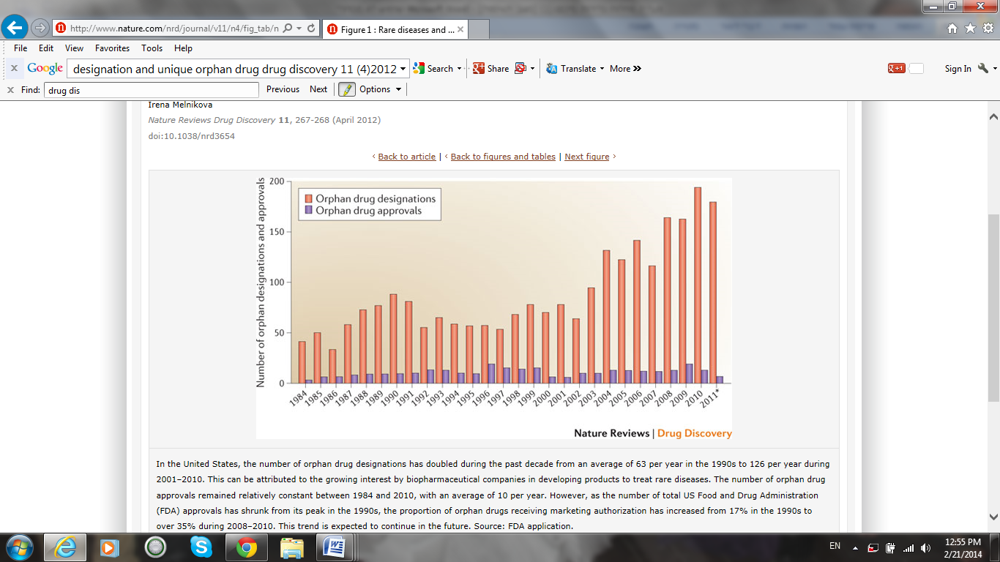 http://www.nature.com/nrd/journal/v11/n4/fig_tab/n
Figure 1 : Rare diseases and ...
File Edit View Favorites Tools Help
x Google designation and unique orphan drug drug discovery 11 (4)2012 Search Share Translate More »
+1 Sign In
x Find: drug dis Previous Next Options
Irena Melnikova
Nature Reviews Drug Discovery 11, 267-268 (April 2012)
doi:10.1038/nrd3654
‹ Back to article | ‹ Back to figures and tables | Next figure ›
Number of orphan designations and approvals
200
150
100
50
0
Orphan drug designations
Orphan drug approvals
1984 1985 1986 1987 1988 1989 1990 1991 1992 1993 1994 1995 1996 1997 1998 1999 2000 2001 2002 2003 2004 2005 2006 2007 2008 2009 2010 2011*
Nature Reviews | Drug Discovery
In the United States, the number of orphan drug designations has doubled during the past decade from an average of 63 per year in the 1990s to 126 per year during
2001–2010. This can be attributed to the growing interest by biopharmaceutical companies in developing products to treat rare diseases. The number of orphan drug
approvals remained relatively constant between 1984 and 2010, with an average of 10 per year. However, as the number of total US Food and Drug Administration
(FDA) approvals has shrunk from its peak in the 1990s, the proportion of orphan drugs receiving marketing authorization has increased from 17% in the 1990s to
over 35% during 2008–2010. This trend is expected to continue in the future. Source: FDA application.
EN
12:55 PM
2/21/2014